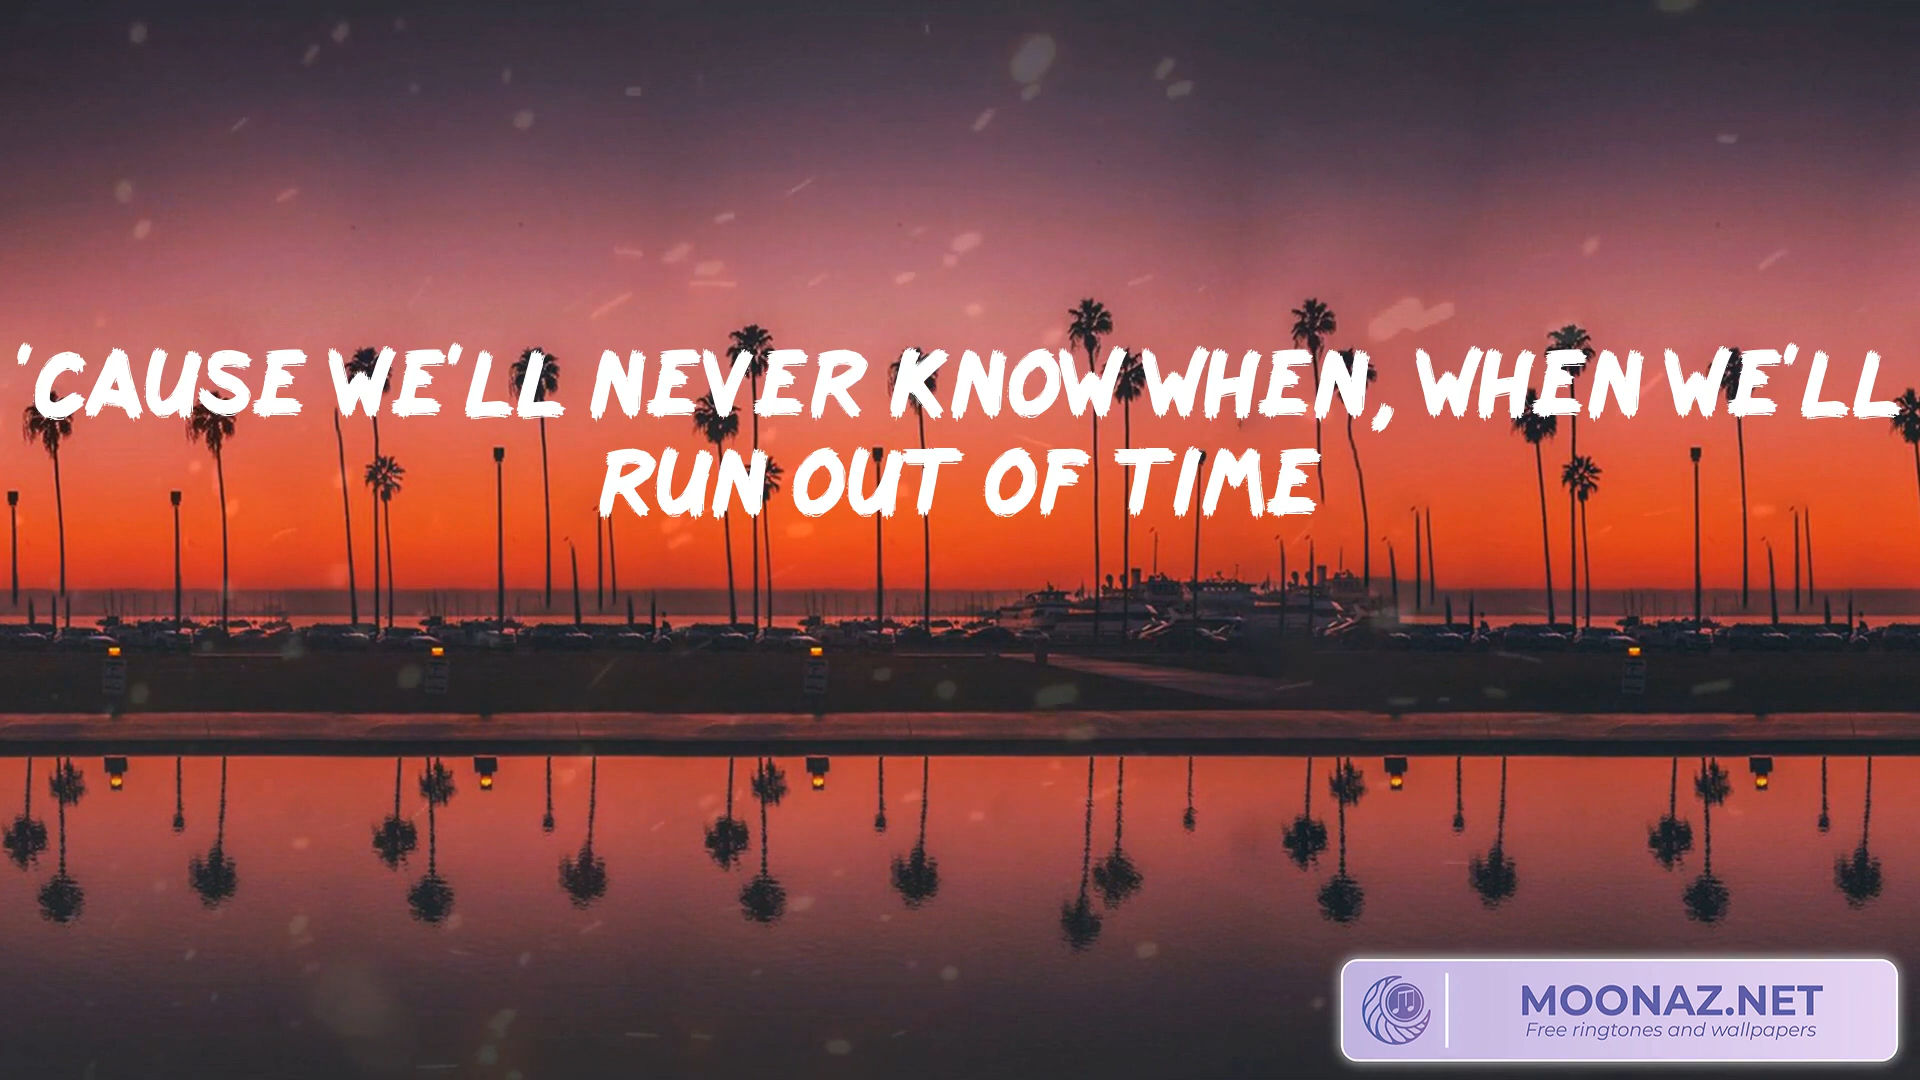 'CAUSE WE'LL NEVER KNOW WHEN, WHEN WE'LL
RUN OUT OF TIME
MOONAZ.NET
Free ringtones and wallpapers